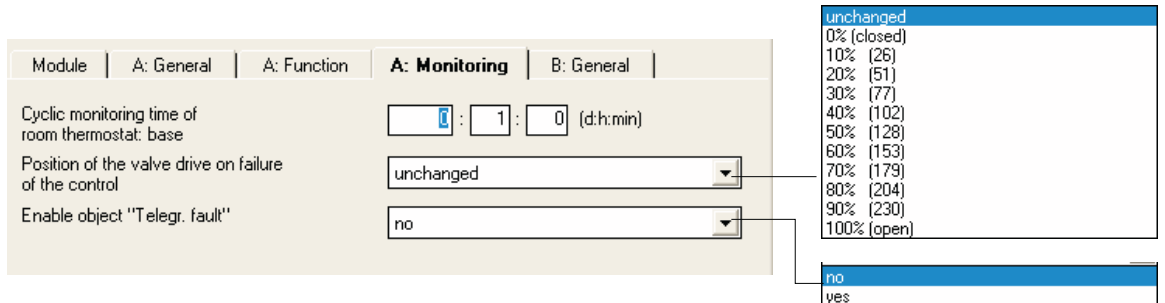 Module
A: General
A: Function
A: Monitoring
B: General
Cyclic monitoring time of
room thermostat: base
0 : 1 : 0 (d:h:min)
Position of the valve drive on failure
of the control
unchanged
Enable object "Telegr. fault"
no
unchanged
0% (closed)
10% (26)
20% (51)
30% (77)
40% (102)
50% (128)
60% (153)
70% (179)
80% (204)
90% (230)
100% (open)
no
yes